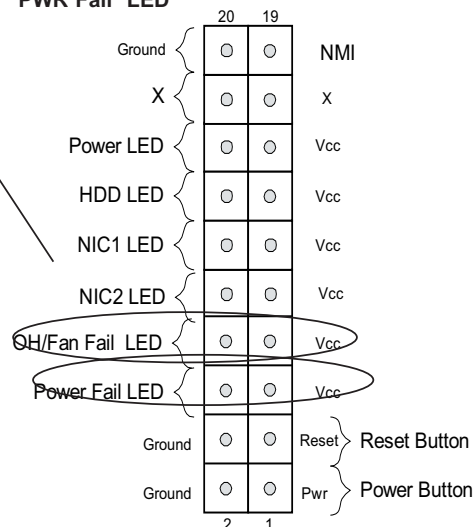 PWR Fail LED
20 19
Ground NMI
X X
Power LED Vcc
HDD LED Vcc
NIC1 LED Vcc
NIC2 LED Vcc
OH/Fan Fail LED Vcc
Power Fail LED Vcc
Ground Reset Reset Button
Ground Pwr Power Button
2 1